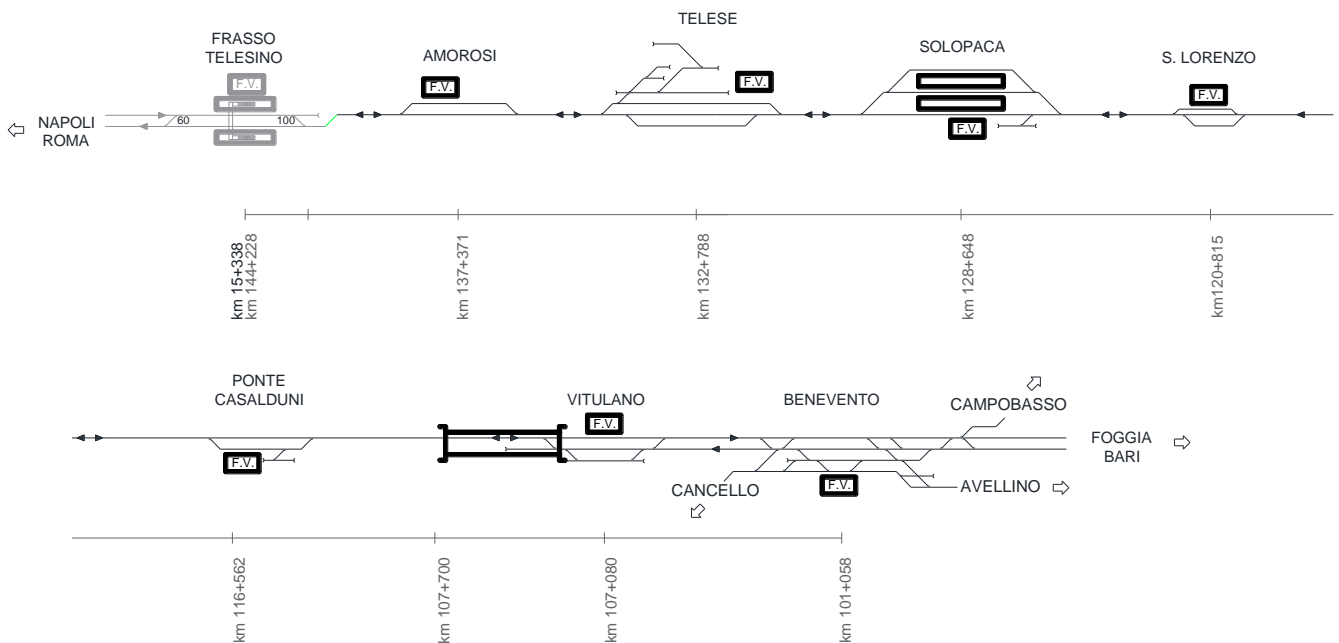 TELESE
FRASSO
TELESINO
AMOROSI
SOLOPACA
S. LORENZO
F.V.
F.V.
F.V.
F.V.
F.V.
60
100
NAPOLI
ROMA
km 15+338
km 144+228
km 137+371
km 132+788
km 128+648
km120+815
PONTE
CASALDUNI
VITULANO
BENEVENTO
CAMPOBASSO
F.V.
F.V.
F.V.
FOGGIA
BARI
CANCELLO
AVELLINO
km 116+562
km 107+700
km 107+080
km 101+058